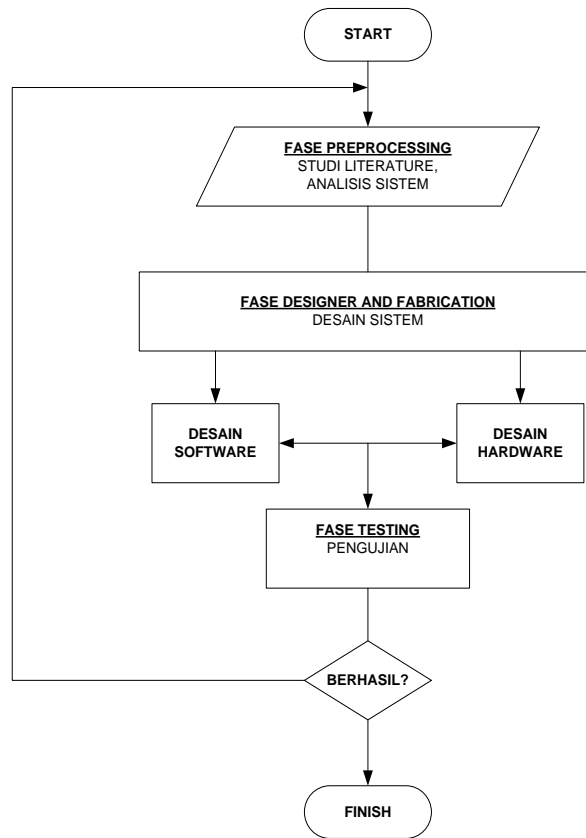 START
FASE PREPROCESSING
STUDI LITERATURE,
ANALISIS SISTEM
FASE DESIGNER AND FABRICATION
DESAIN SISTEM
DESAIN
SOFTWARE
DESAIN
HARDWARE
FASE TESTING
PENGUJIAN
BERHASIL?
FINISH